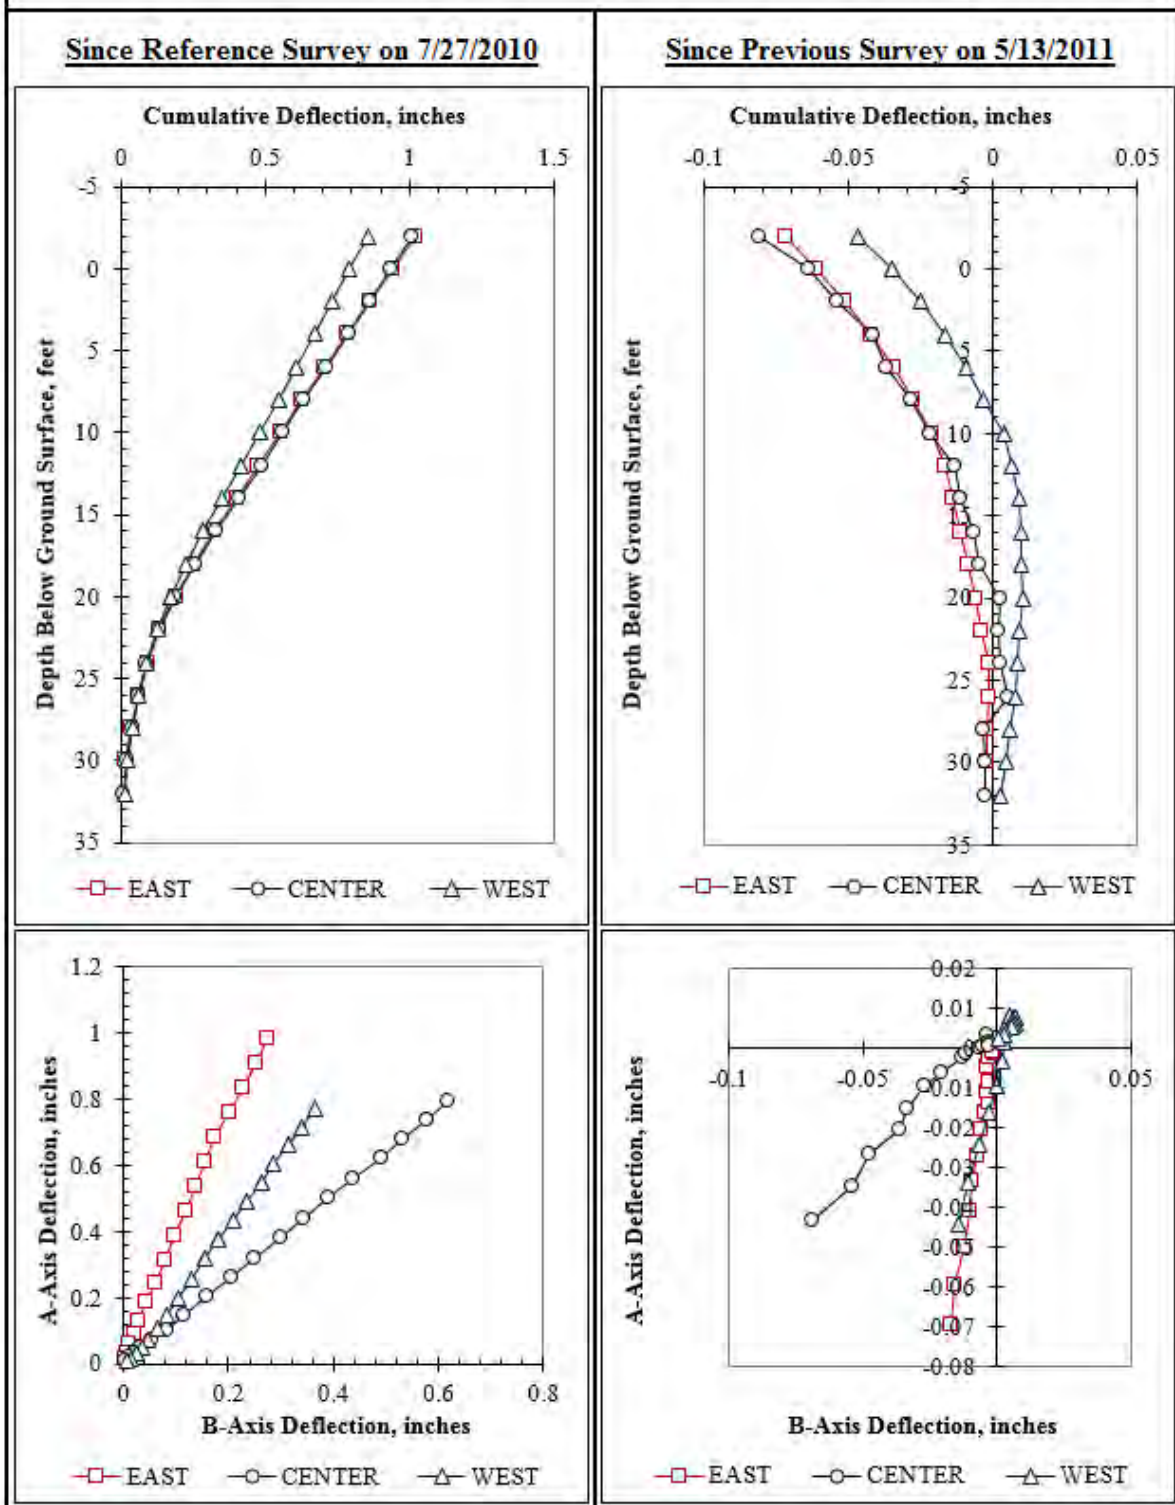 Since Reference Survey on 7/27/2010
Since Previous Survey on 5/13/2011
Cumulative Deflection, inches
0 0.5 1 1.5
-5
0
5
10
15
20
25
30
35
Depth Below Ground Surface, feet
EAST CENTER WEST
Cumulative Deflection, inches
-0.1 -0.05 0 0.05
-5
0
5
10
15
20
25
30
35
Depth Below Ground Surface, feet
EAST CENTER WEST
1.2
1
0.8
0.6
0.4
0.2
0
0 0.2 0.4 0.6 0.8
A-Axis Deflection, inches
B-Axis Deflection, inches
EAST CENTER WEST
0.02
0.01
0
-0.1 -0.05 0.05
-0.01
-0.02
-0.03
-0.04
-0.05
-0.06
-0.07
-0.08
A-Axis Deflection, inches
B-Axis Deflection, inches
EAST CENTER WEST